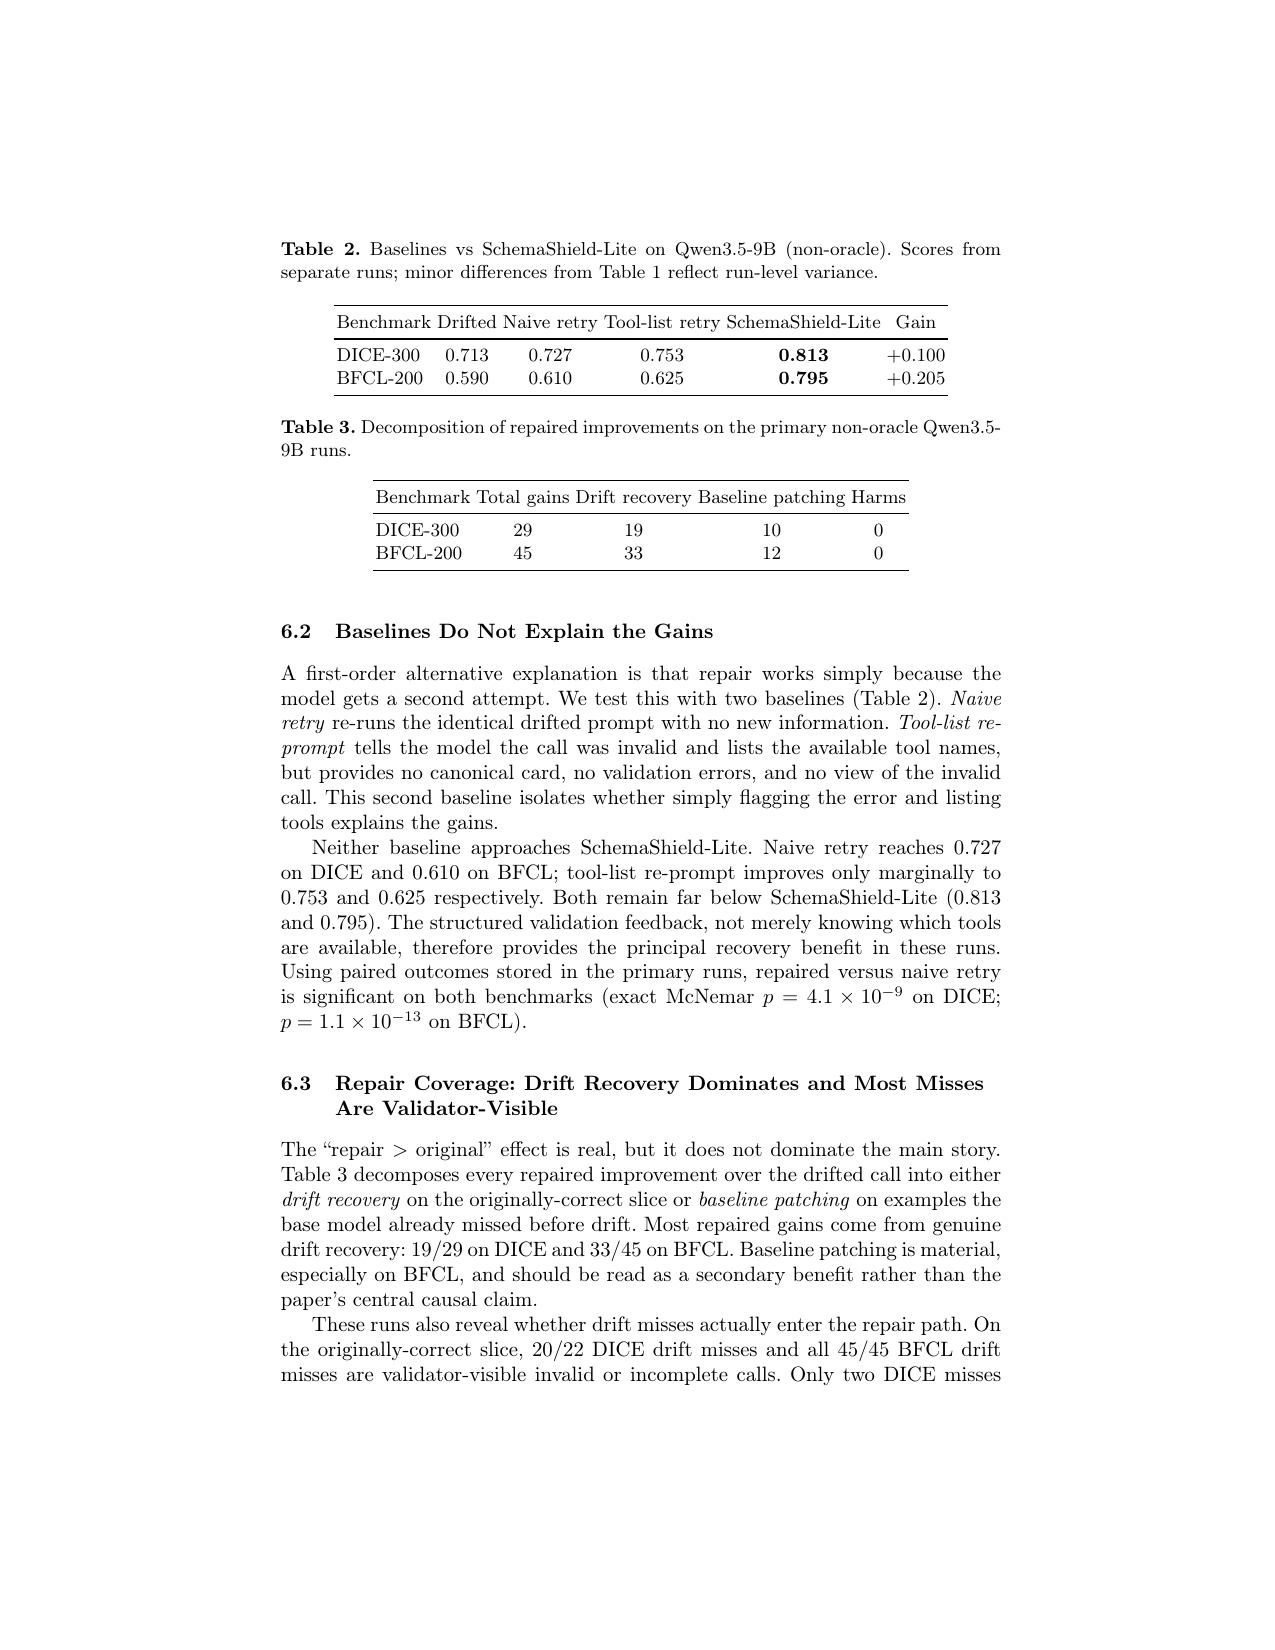 Table 2. Baselines vs SchemaShield-Lite on Qwen3.5-9B (non-oracle). Scores from
separate runs; minor differences from Table 1 reflect run-level variance.
Benchmark Drifted Naive retry Tool-list retry SchemaShield-Lite Gain
DICE-300 0.713 0.727 0.753 0.813 +0.100
BFCL-200 0.590 0.610 0.625 0.795 +0.205
Table 3. Decomposition of repaired improvements on the primary non-oracle Qwen3.5-
9B runs.
Benchmark Total gains Drift recovery Baseline patching Harms
DICE-300 29 19 10 0
BFCL-200 45 33 12 0
6.2 Baselines Do Not Explain the Gains
A first-order alternative explanation is that repair works simply because the
model gets a second attempt. We test this with two baselines (Table 2). Naive
retry re-runs the identical drifted prompt with no new information. Tool-list re-
prompt tells the model the call was invalid and lists the available tool names,
but provides no canonical card, no validation errors, and no view of the invalid
call. This second baseline isolates whether simply flagging the error and listing
tools explains the gains.
Neither baseline approaches SchemaShield-Lite. Naive retry reaches 0.727
on DICE and 0.610 on BFCL; tool-list re-prompt improves only marginally to
0.753 and 0.625 respectively. Both remain far below SchemaShield-Lite (0.813
and 0.795). The structured validation feedback, not merely knowing which tools
are available, therefore provides the principal recovery benefit in these runs.
Using paired outcomes stored in the primary runs, repaired versus naive retry
is significant on both benchmarks (exact McNemar p = 4.1 × 10⁻⁹ on DICE;
p = 1.1 × 10⁻¹³ on BFCL).
6.3 Repair Coverage: Drift Recovery Dominates and Most Misses
Are Validator-Visible
The “repair > original” effect is real, but it does not dominate the main story.
Table 3 decomposes every repaired improvement over the drifted call into either
drift recovery on the originally-correct slice or baseline patching on examples the
base model already missed before drift. Most repaired gains come from genuine
drift recovery: 19/29 on DICE and 33/45 on BFCL. Baseline patching is material,
especially on BFCL, and should be read as a secondary benefit rather than the
paper’s central causal claim.
These runs also reveal whether drift misses actually enter the repair path. On
the originally-correct slice, 20/22 DICE drift misses and all 45/45 BFCL drift
misses are validator-visible invalid or incomplete calls. Only two DICE misses